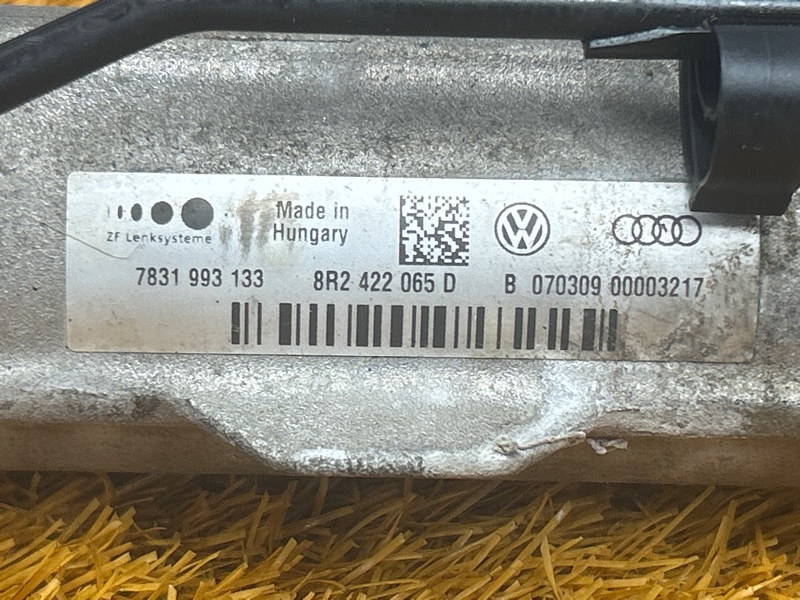 ZF Lenksysteme
Made in
Hungary
7831 993 133 8R2 422 065 D B 070309 00003217